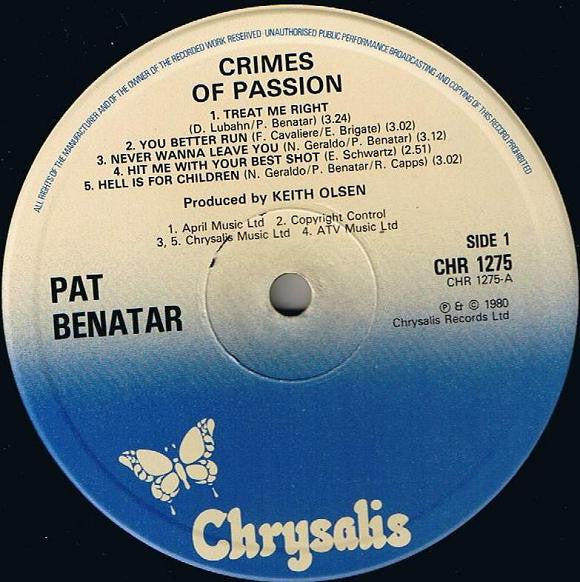 ALL RIGHTS OF THE MANUFACTURER AND OF THE OWNER OF THE RECORDED WORK RESERVED · UNAUTHORISED PUBLIC PERFORMANCE BROADCASTING AND COPYING OF THIS RECORD PROHIBITED
CRIMES
OF PASSION
1. TREAT ME RIGHT
(D. Lubahn/P. Benatar) (3.24)
2. YOU BETTER RUN (F. Cavaliere/E. Brigate) (3.02)
3. NEVER WANNA LEAVE YOU (N. Geraldo/P. Benatar) (3.12)
4. HIT ME WITH YOUR BEST SHOT (E. Schwartz) (2.51)
5. HELL IS FOR CHILDREN (N. Geraldo/P. Benatar/R. Capps) (3.02)
Produced by KEITH OLSEN
1. April Music Ltd 2. Copyright Control
3, 5. Chrysalis Music Ltd 4. ATV Music Ltd
SIDE 1
CHR 1275
CHR 1275-A
℗ & © 1980
Chrysalis Records Ltd
PAT
BENATAR
Chrysalis